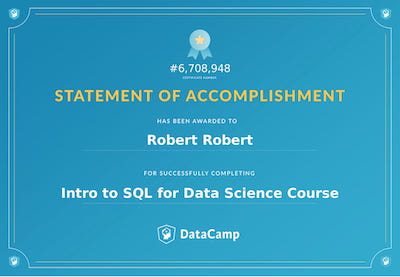 #6,708,948
CERTIFICATE NUMBER
STATEMENT OF ACCOMPLISHMENT
HAS BEEN AWARDED TO
Robert Robert
FOR SUCCESSFULLY COMPLETING
Intro to SQL for Data Science Course
DataCamp